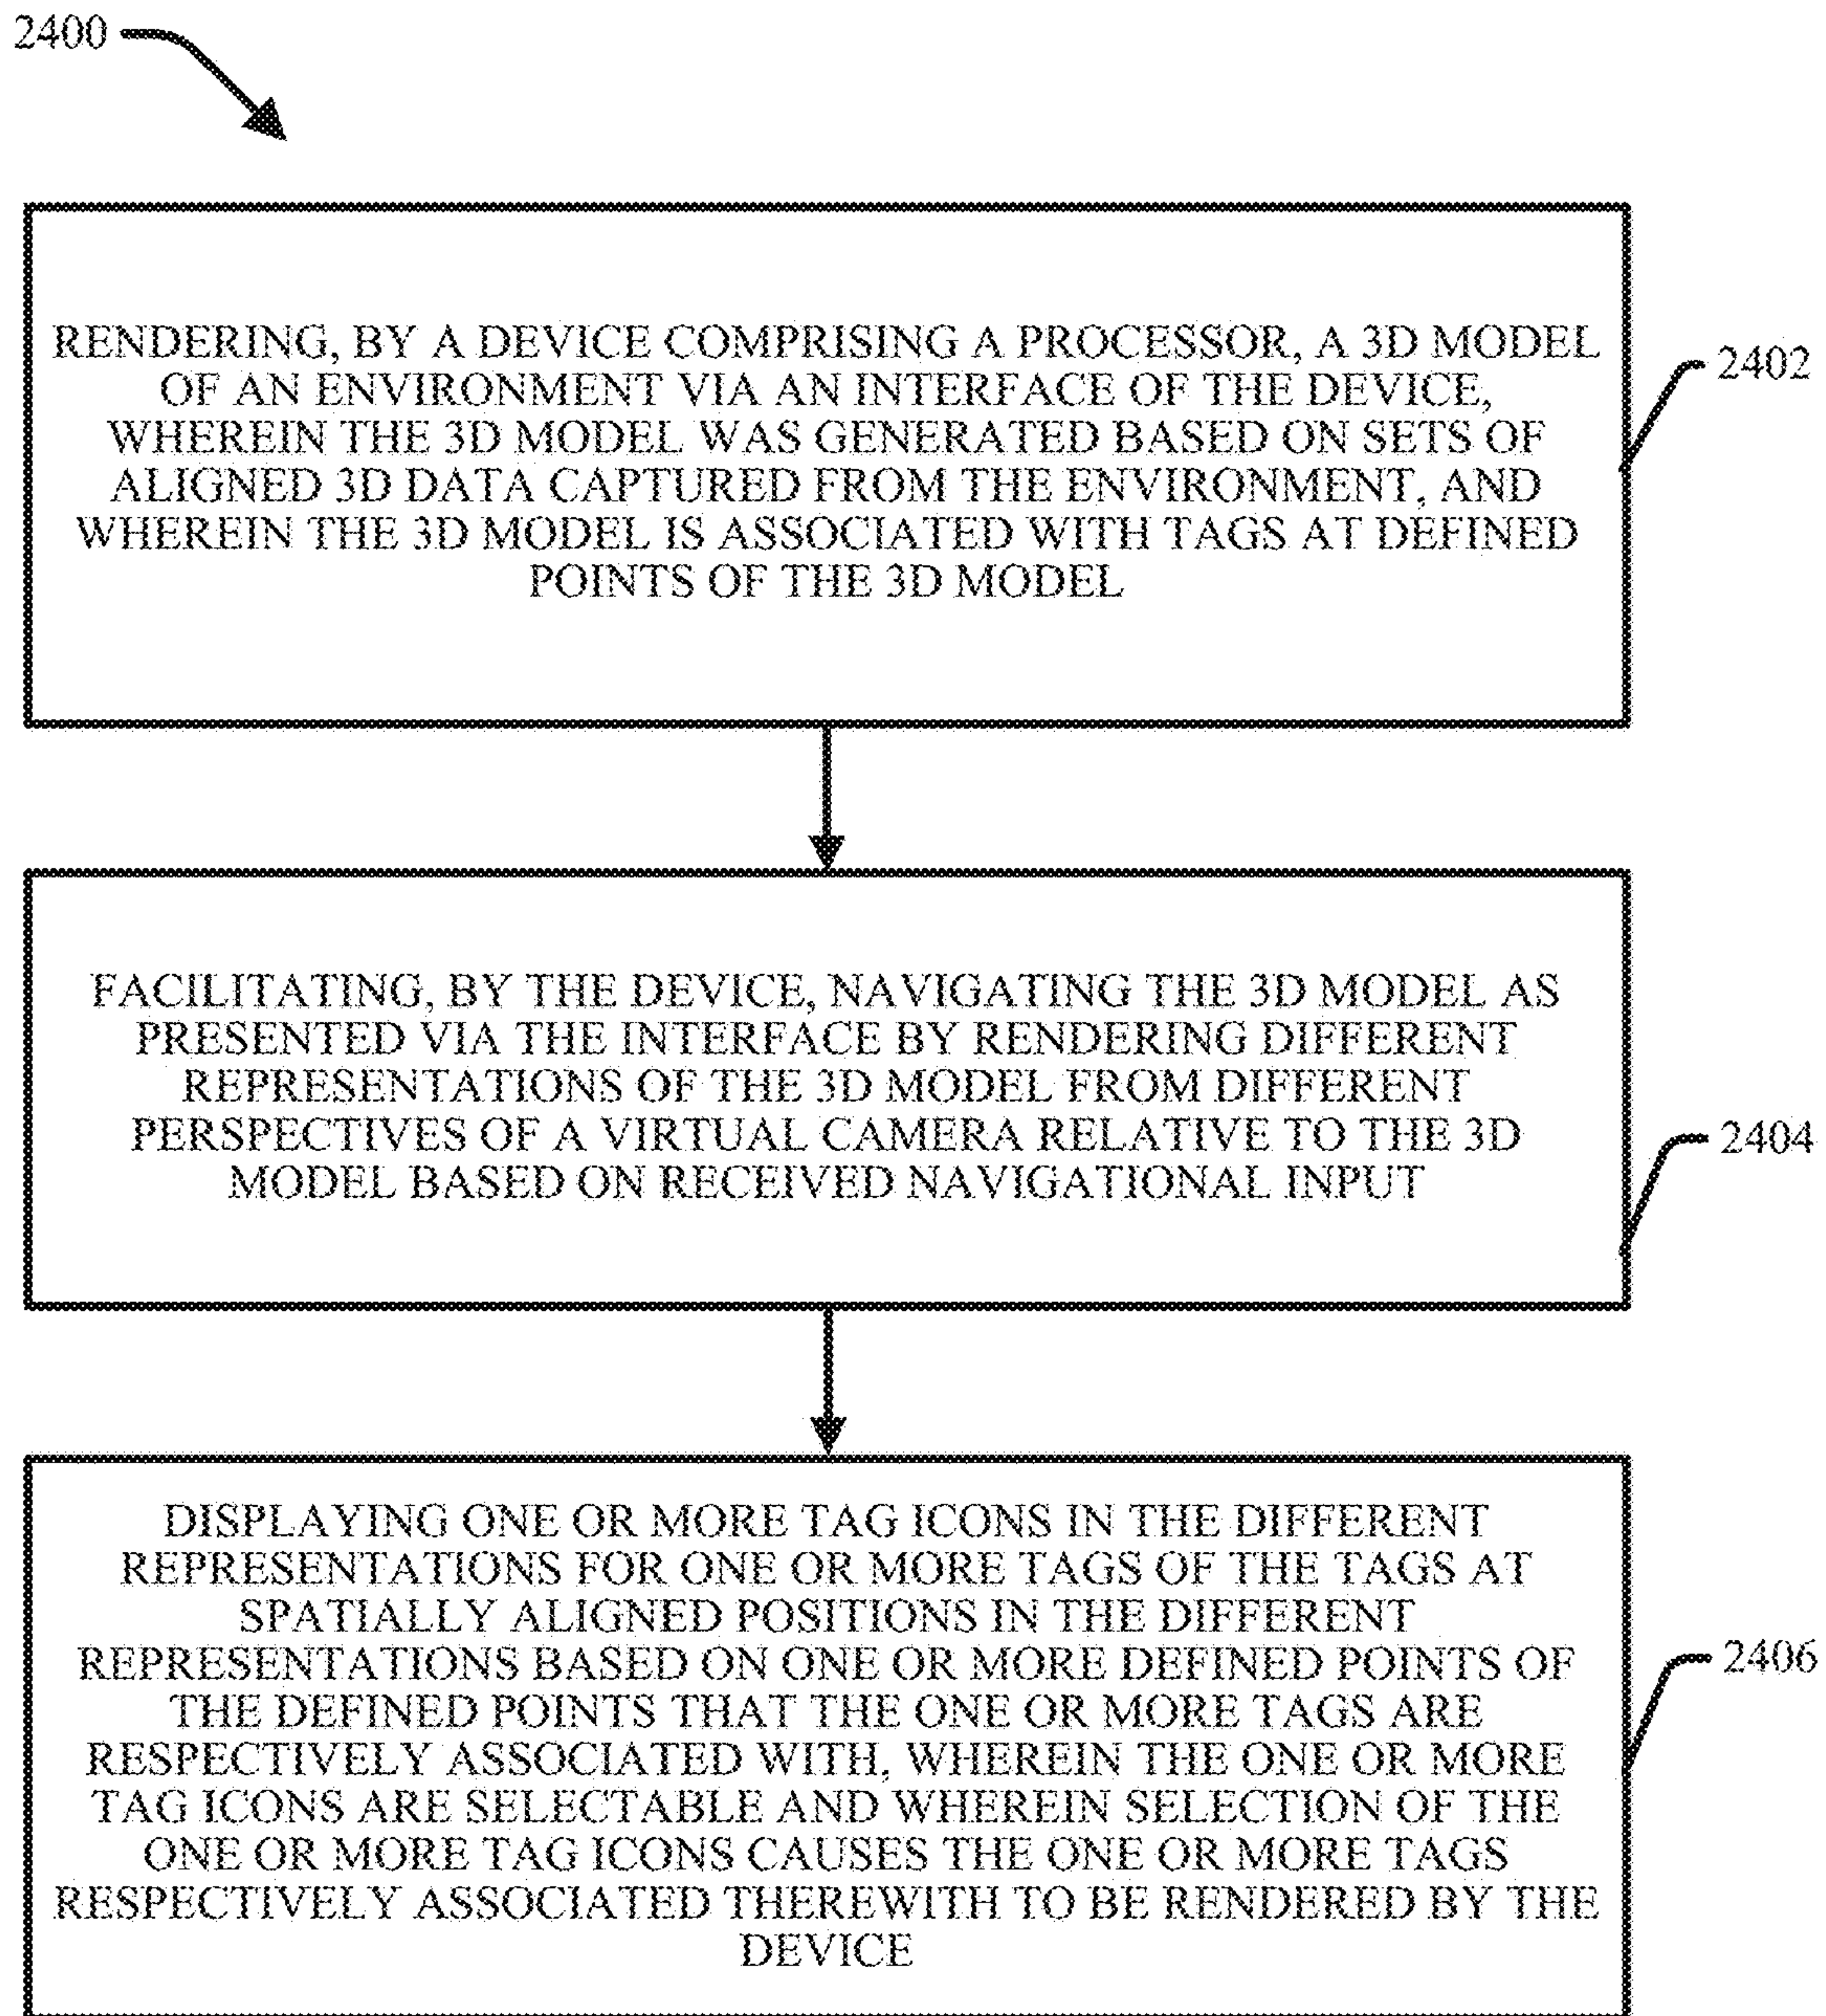 2400
RENDERING, BY A DEVICE COMPRISING A PROCESSOR, A 3D MODEL
OF AN ENVIRONMENT VIA AN INTERFACE OF THE DEVICE,
WHEREIN THE 3D MODEL WAS GENERATED BASED ON SETS OF
ALIGNED 3D DATA CAPTURED FROM THE ENVIRONMENT, AND
WHEREIN THE 3D MODEL IS ASSOCIATED WITH TAGS AT DEFINED
POINTS OF THE 3D MODEL
2402
FACILITATING, BY THE DEVICE, NAVIGATING THE 3D MODEL AS
PRESENTED VIA THE INTERFACE BY RENDERING DIFFERENT
REPRESENTATIONS OF THE 3D MODEL FROM DIFFERENT
PERSPECTIVES OF A VIRTUAL CAMERA RELATIVE TO THE 3D
MODEL BASED ON RECEIVED NAVIGATIONAL INPUT
2404
DISPLAYING ONE OR MORE TAG ICONS IN THE DIFFERENT
REPRESENTATIONS FOR ONE OR MORE TAGS OF THE TAGS AT
SPATIALLY ALIGNED POSITIONS IN THE DIFFERENT
REPRESENTATIONS BASED ON ONE OR MORE DEFINED POINTS OF
THE DEFINED POINTS THAT THE ONE OR MORE TAGS ARE
RESPECTIVELY ASSOCIATED WITH, WHEREIN THE ONE OR MORE
TAG ICONS ARE SELECTABLE AND WHEREIN SELECTION OF THE
ONE OR MORE TAG ICONS CAUSES THE ONE OR MORE TAGS
RESPECTIVELY ASSOCIATED THEREWITH TO BE RENDERED BY THE
DEVICE
2406